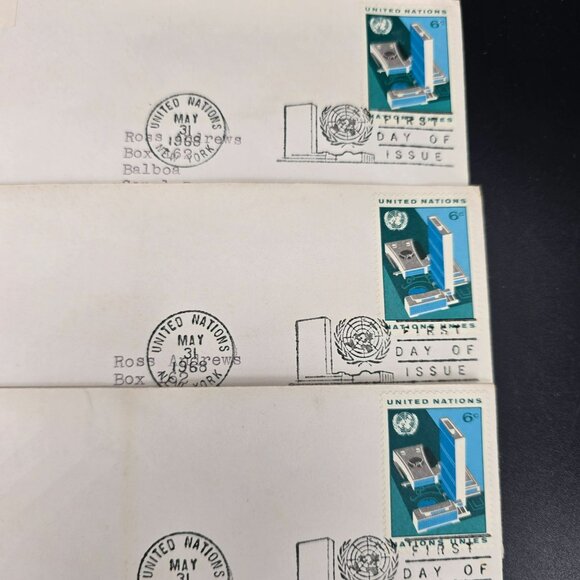 UNITED NATIONS
6c
NATIONS UNIES
UNITED NATIONS
MAY
31
1968
NEW YORK
FIRST
DAY OF
ISSUE
Ross Andrews
Box 62
Balboa
UNITED NATIONS
6c
NATIONS UNIES
UNITED NATIONS
MAY
31
1968
NEW YORK
FIRST
DAY OF
ISSUE
Ross Andrews
Box 62
UNITED NATIONS
6c
NATIONS UNIES
UNITED NATIONS
MAY
31
FIRST
DAY OF